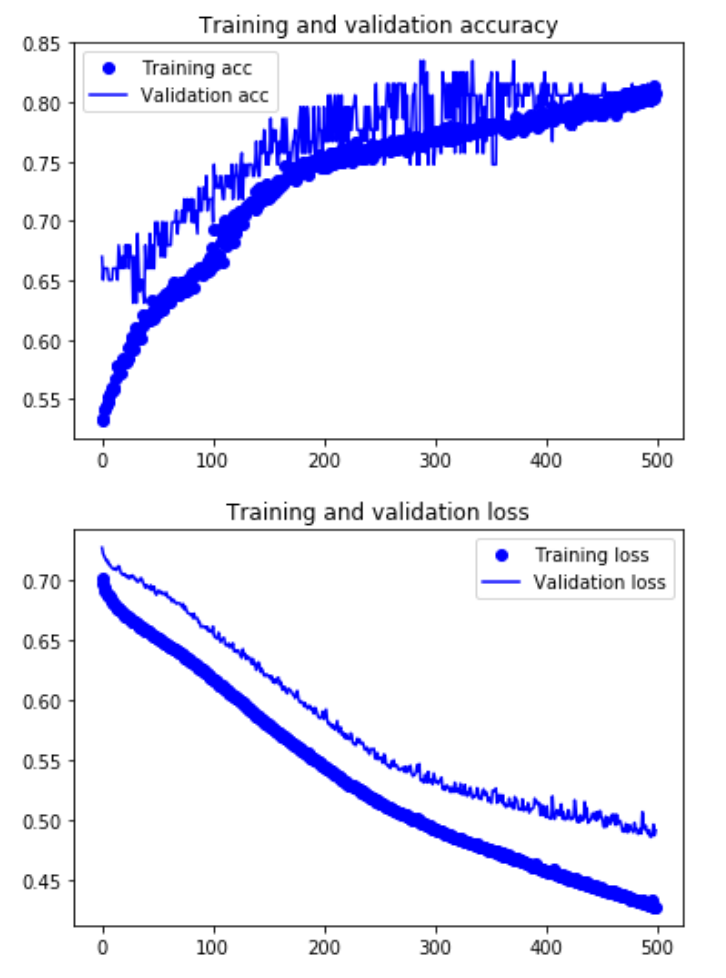 Training and validation accuracy
0.85
Training acc
0.80
Validation acc
0.75
0.70
0.65
0.60
0.55
0 100 200 300 400 500
Training and validation loss
Training loss
0.70
Validation loss
0.65
0.60
0.55
0.50
0.45
0 100 200 300 400 500